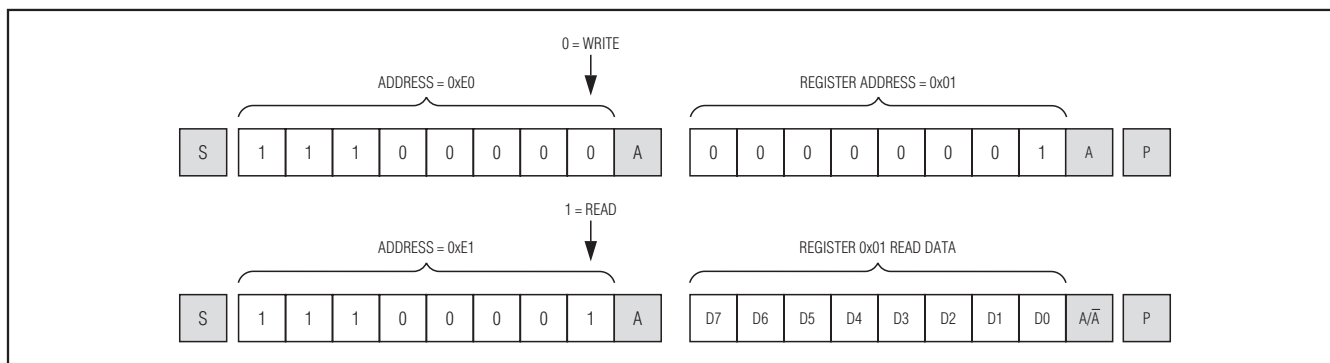 0 = WRITE
ADDRESS = 0xE0 REGISTER ADDRESS = 0x01
S 1 1 1 0 0 0 0 0 A 0 0 0 0 0 0 0 1 A P
1 = READ
ADDRESS = 0xE1 REGISTER 0x01 READ DATA
S 1 1 1 0 0 0 0 1 A D7 D6 D5 D4 D3 D2 D1 D0 A/A̅ P